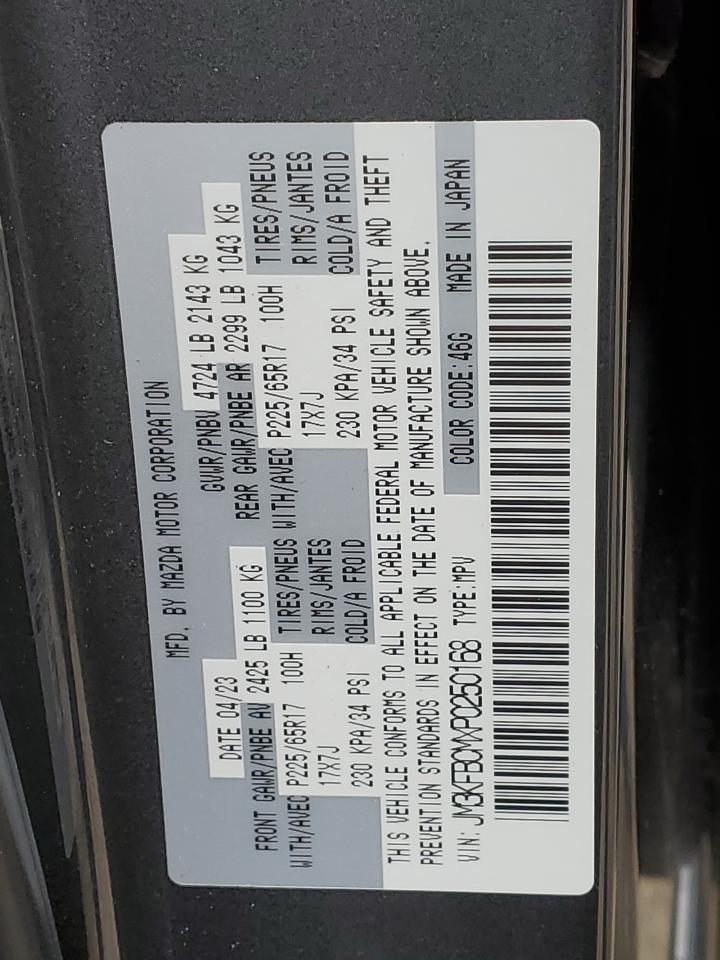 MFD. BY MAZDA MOTOR CORPORATION
DATE 04/23 GVWR/PNBV 4724 LB 2143 KG
FRONT GAWR/PNBE AV 2425 LB 1100 KG REAR GAWR/PNBE AR 2299 LB 1043 KG
WITH/AVEC P225/65R17 100H TIRES/PNEUS WITH/AVEC P225/65R17 100H TIRES/PNEUS
17X7J RIMS/JANTES 17X7J RIMS/JANTES
230 KPA/34 PSI COLD/A FROID 230 KPA/34 PSI COLD/A FROID
THIS VEHICLE CONFORMS TO ALL APPLICABLE FEDERAL MOTOR VEHICLE SAFETY AND THEFT
PREVENTION STANDARDS IN EFFECT ON THE DATE OF MANUFACTURE SHOWN ABOVE.
VIN: JM3KFBCMXP0250168 TYPE:MPV COLOR CODE:46G MADE IN JAPAN